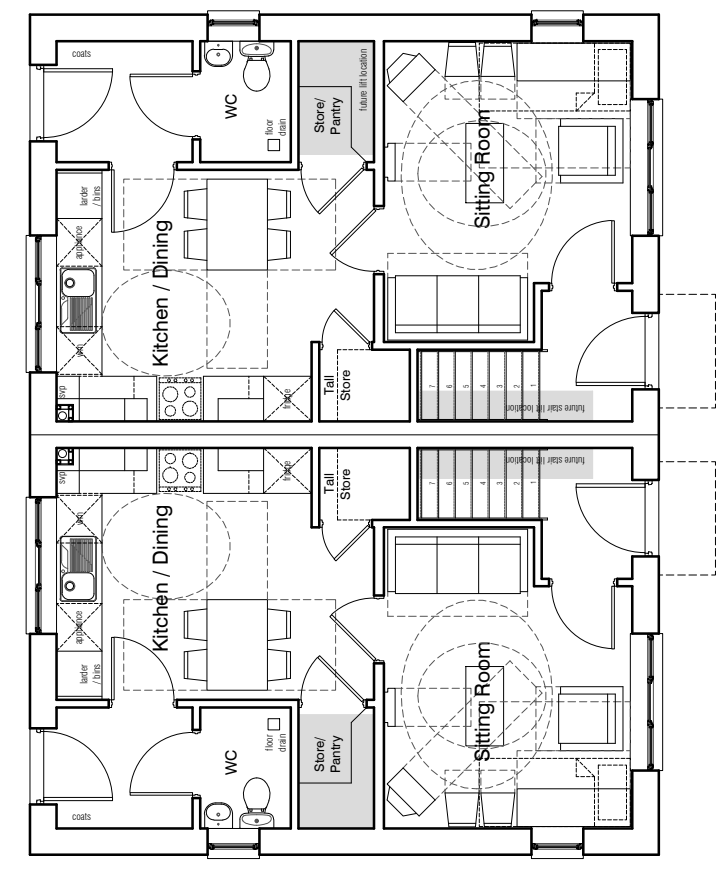 coats
WC
floor
drain
Store/
Pantry
future lift location
Sitting Room
larder
/ bins
appliance
Kitchen / Dining
wm
svp
fridge
Tall
Store
7
6
5
4
3
2
1
future stair lift location
future stair lift location
7
6
5
4
3
2
1
svp
fridge
Tall
Store
wm
Kitchen / Dining
appliance
larder
/ bins
Sitting Room
floor
drain
WC
Store/
Pantry
coats